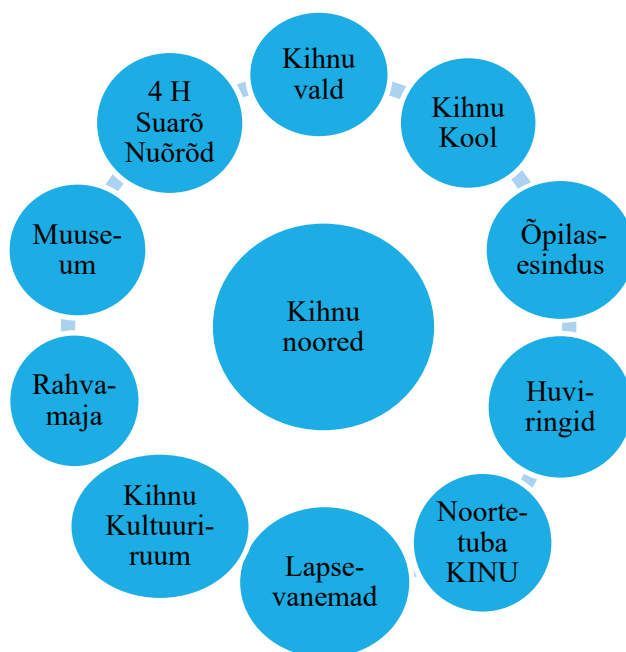 Kihnu
vald
Kihnu
Kool
Õpilas-
esindus
Huvi-
ringid
Noorte-
tuba
KINU
Lapse-
vanemad
Kihnu
Kultuuri-
ruum
Rahva-
maja
Muuse-
um
4 H
Suarõ
Nuõrõd
Kihnu
noored